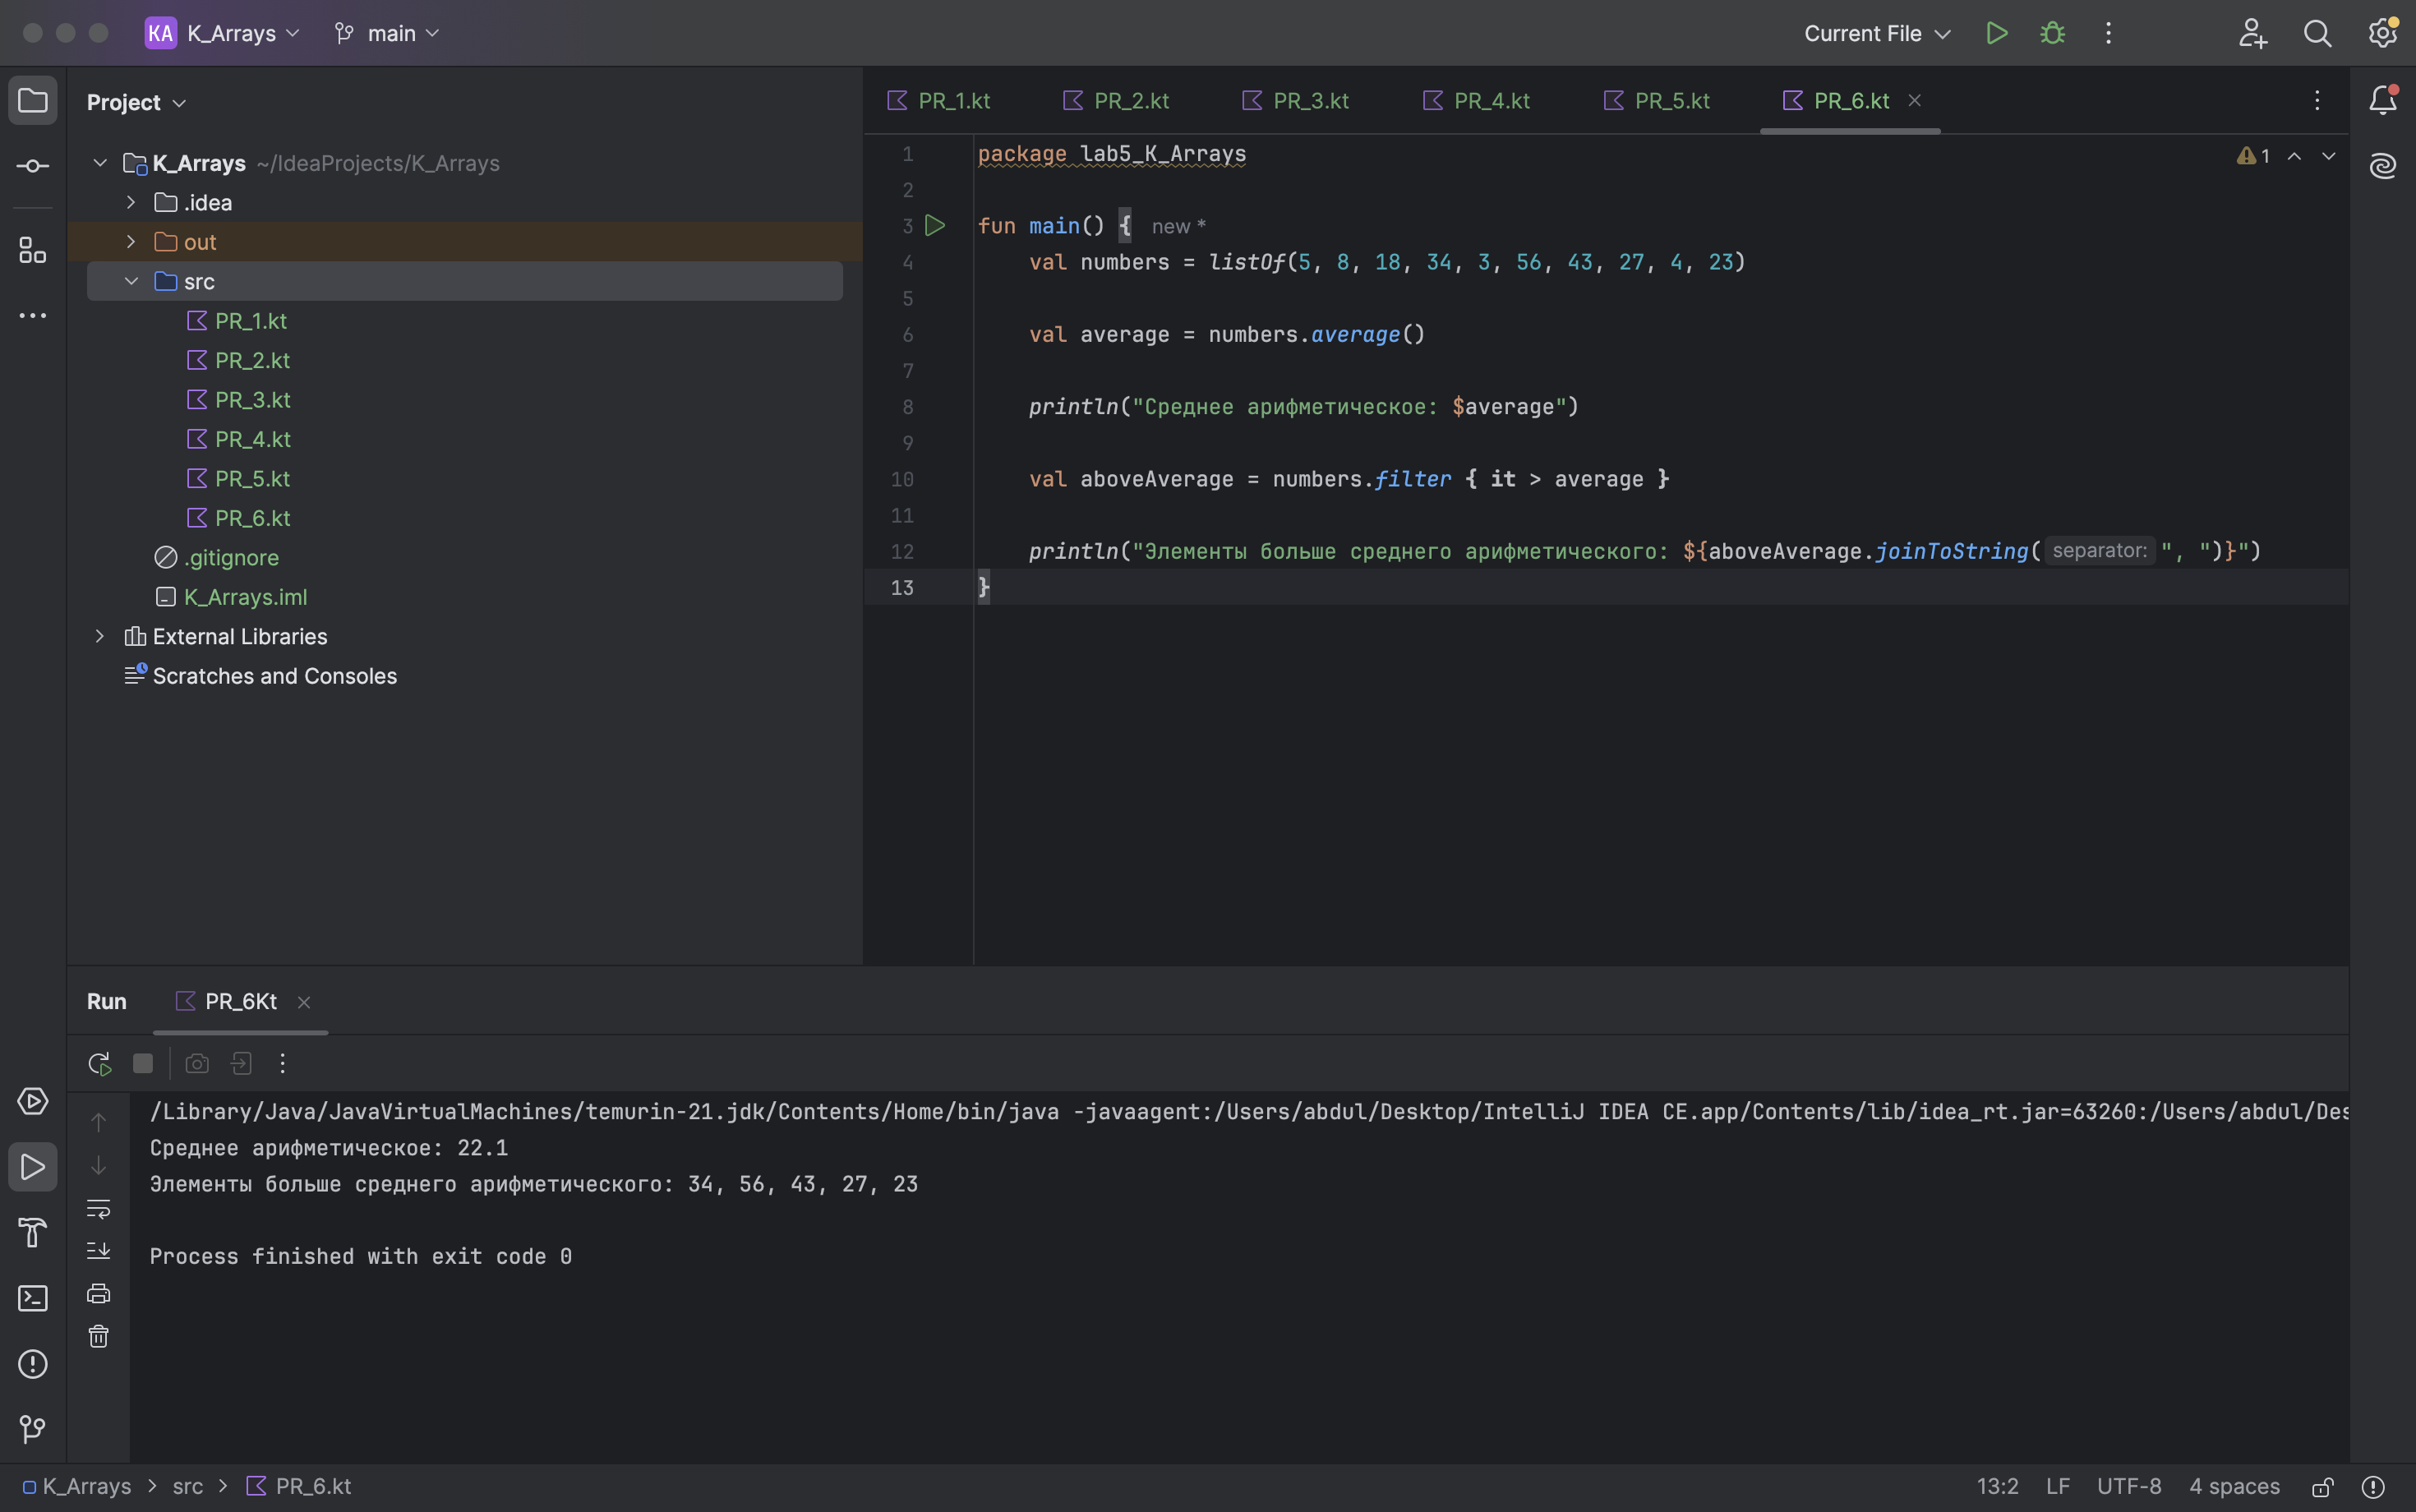 KA K_Arrays main Current File
Project
K_Arrays ~/IdeaProjects/K_Arrays
.idea
out
src
PR_1.kt
PR_2.kt
PR_3.kt
PR_4.kt
PR_5.kt
PR_6.kt
.gitignore
K_Arrays.iml
External Libraries
Scratches and Consoles
PR_1.kt PR_2.kt PR_3.kt PR_4.kt PR_5.kt PR_6.kt
1 package lab5_K_Arrays
1
2
3 fun main() { new *
4 val numbers = listOf(5, 8, 18, 34, 3, 56, 43, 27, 4, 23)
5
6 val average = numbers.average()
7
8 println("Среднее арифметическое: $average")
9
10 val aboveAverage = numbers.filter { it > average }
11
12 println("Элементы больше среднего арифметического: ${aboveAverage.joinToString( separator: ", ")}")
13 }
Run PR_6Kt
/Library/Java/JavaVirtualMachines/temurin-21.jdk/Contents/Home/bin/java -javaagent:/Users/abdul/Desktop/IntelliJ IDEA CE.app/Contents/lib/idea_rt.jar=63260:/Users/abdul/Des
Среднее арифметическое: 22.1
Элементы больше среднего арифметического: 34, 56, 43, 27, 23
Process finished with exit code 0
K_Arrays > src > PR_6.kt 13:2 LF UTF-8 4 spaces